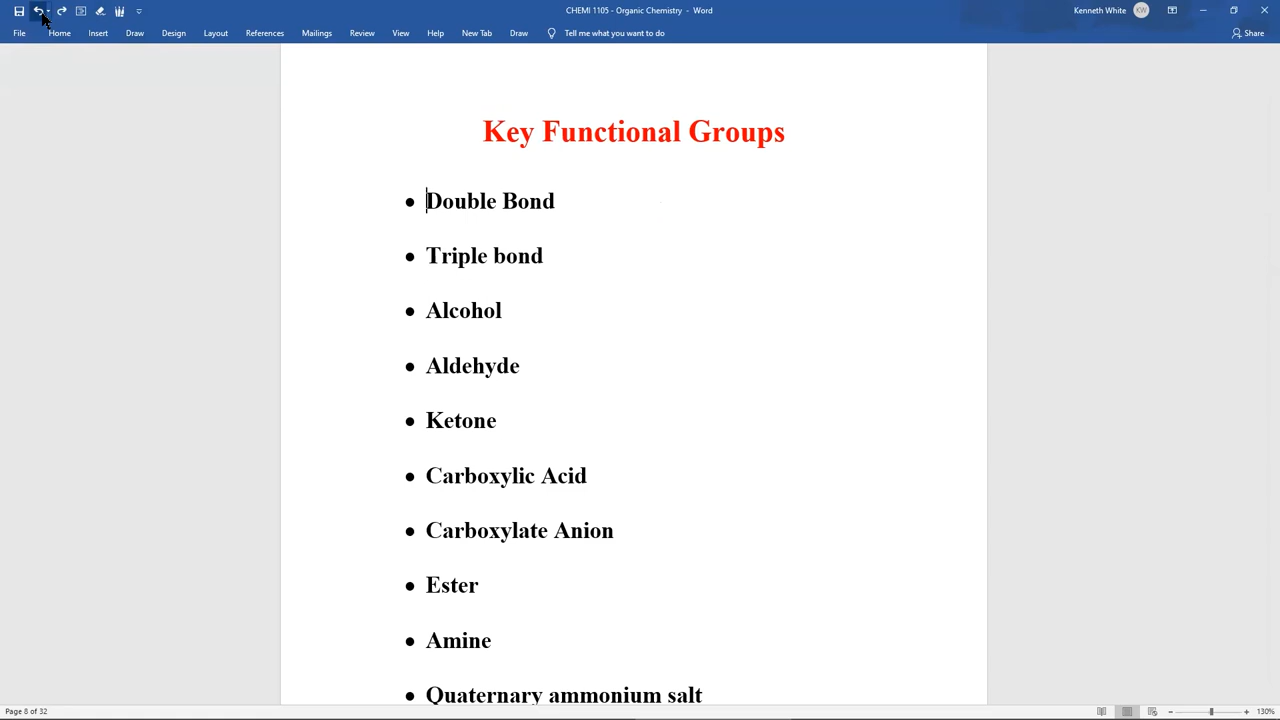 CHEMI 1105 - Organic Chemistry - Word
Kenneth White
KW
File Home Insert Draw Design Layout References Mailings Review View Help New Tab Draw Tell me what you want to do Share
Key Functional Groups
• Double Bond
• Triple bond
• Alcohol
• Aldehyde
• Ketone
• Carboxylic Acid
• Carboxylate Anion
• Ester
• Amine
• Quaternary ammonium salt
Page 8 of 32
130%